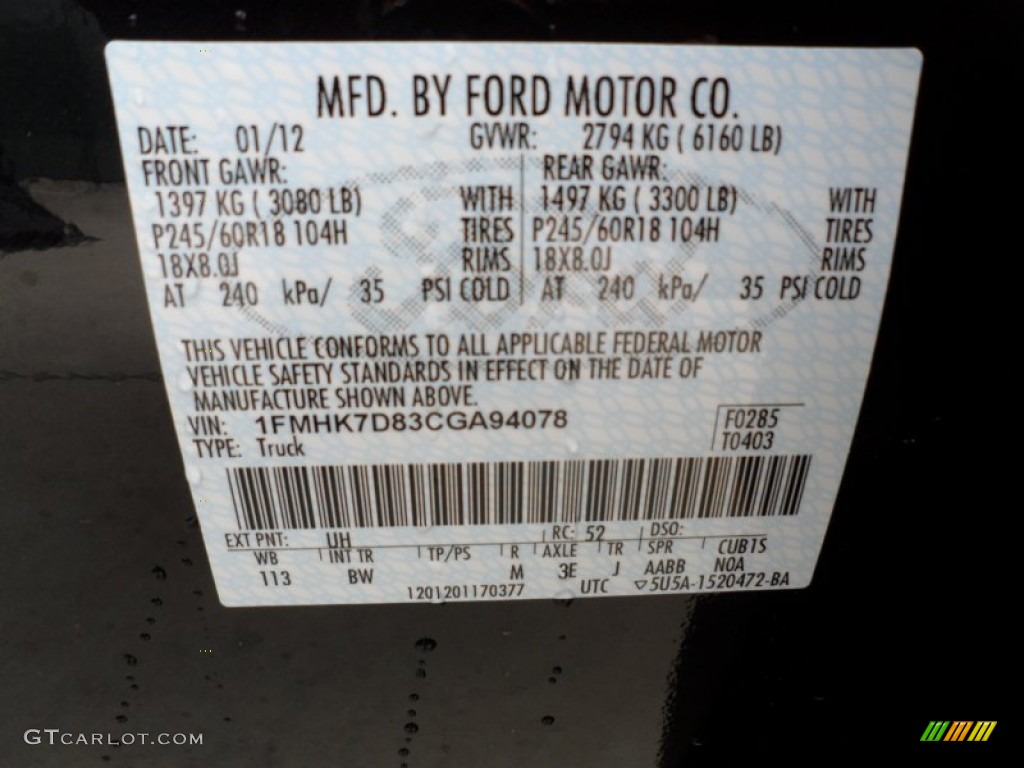 MFD. BY FORD MOTOR CO.
DATE: 01/12 GVWR: 2794 KG ( 6160 LB)
FRONT GAWR: REAR GAWR:
1397 KG ( 3080 LB) WITH 1497 KG ( 3300 LB) WITH
P245/60R18 104H TIRES P245/60R18 104H TIRES
18X8.0J RIMS 18X8.0J RIMS
AT 240 kPa/ 35 PSI COLD AT 240 kPa/ 35 PSI COLD
THIS VEHICLE CONFORMS TO ALL APPLICABLE FEDERAL MOTOR
VEHICLE SAFETY STANDARDS IN EFFECT ON THE DATE OF
MANUFACTURE SHOWN ABOVE.
VIN: 1FMHK7D83CGA94078 F0285
TYPE: Truck T0403
EXT PNT: UH RC: 52 DSO:
WB INT TR TP/PS R AXLE TR SPR CUB1S
113 BW M 3E J AABB NOA
1201201170377 UTC ▽5U5A-1520472-BA
GTCARLOT.COM